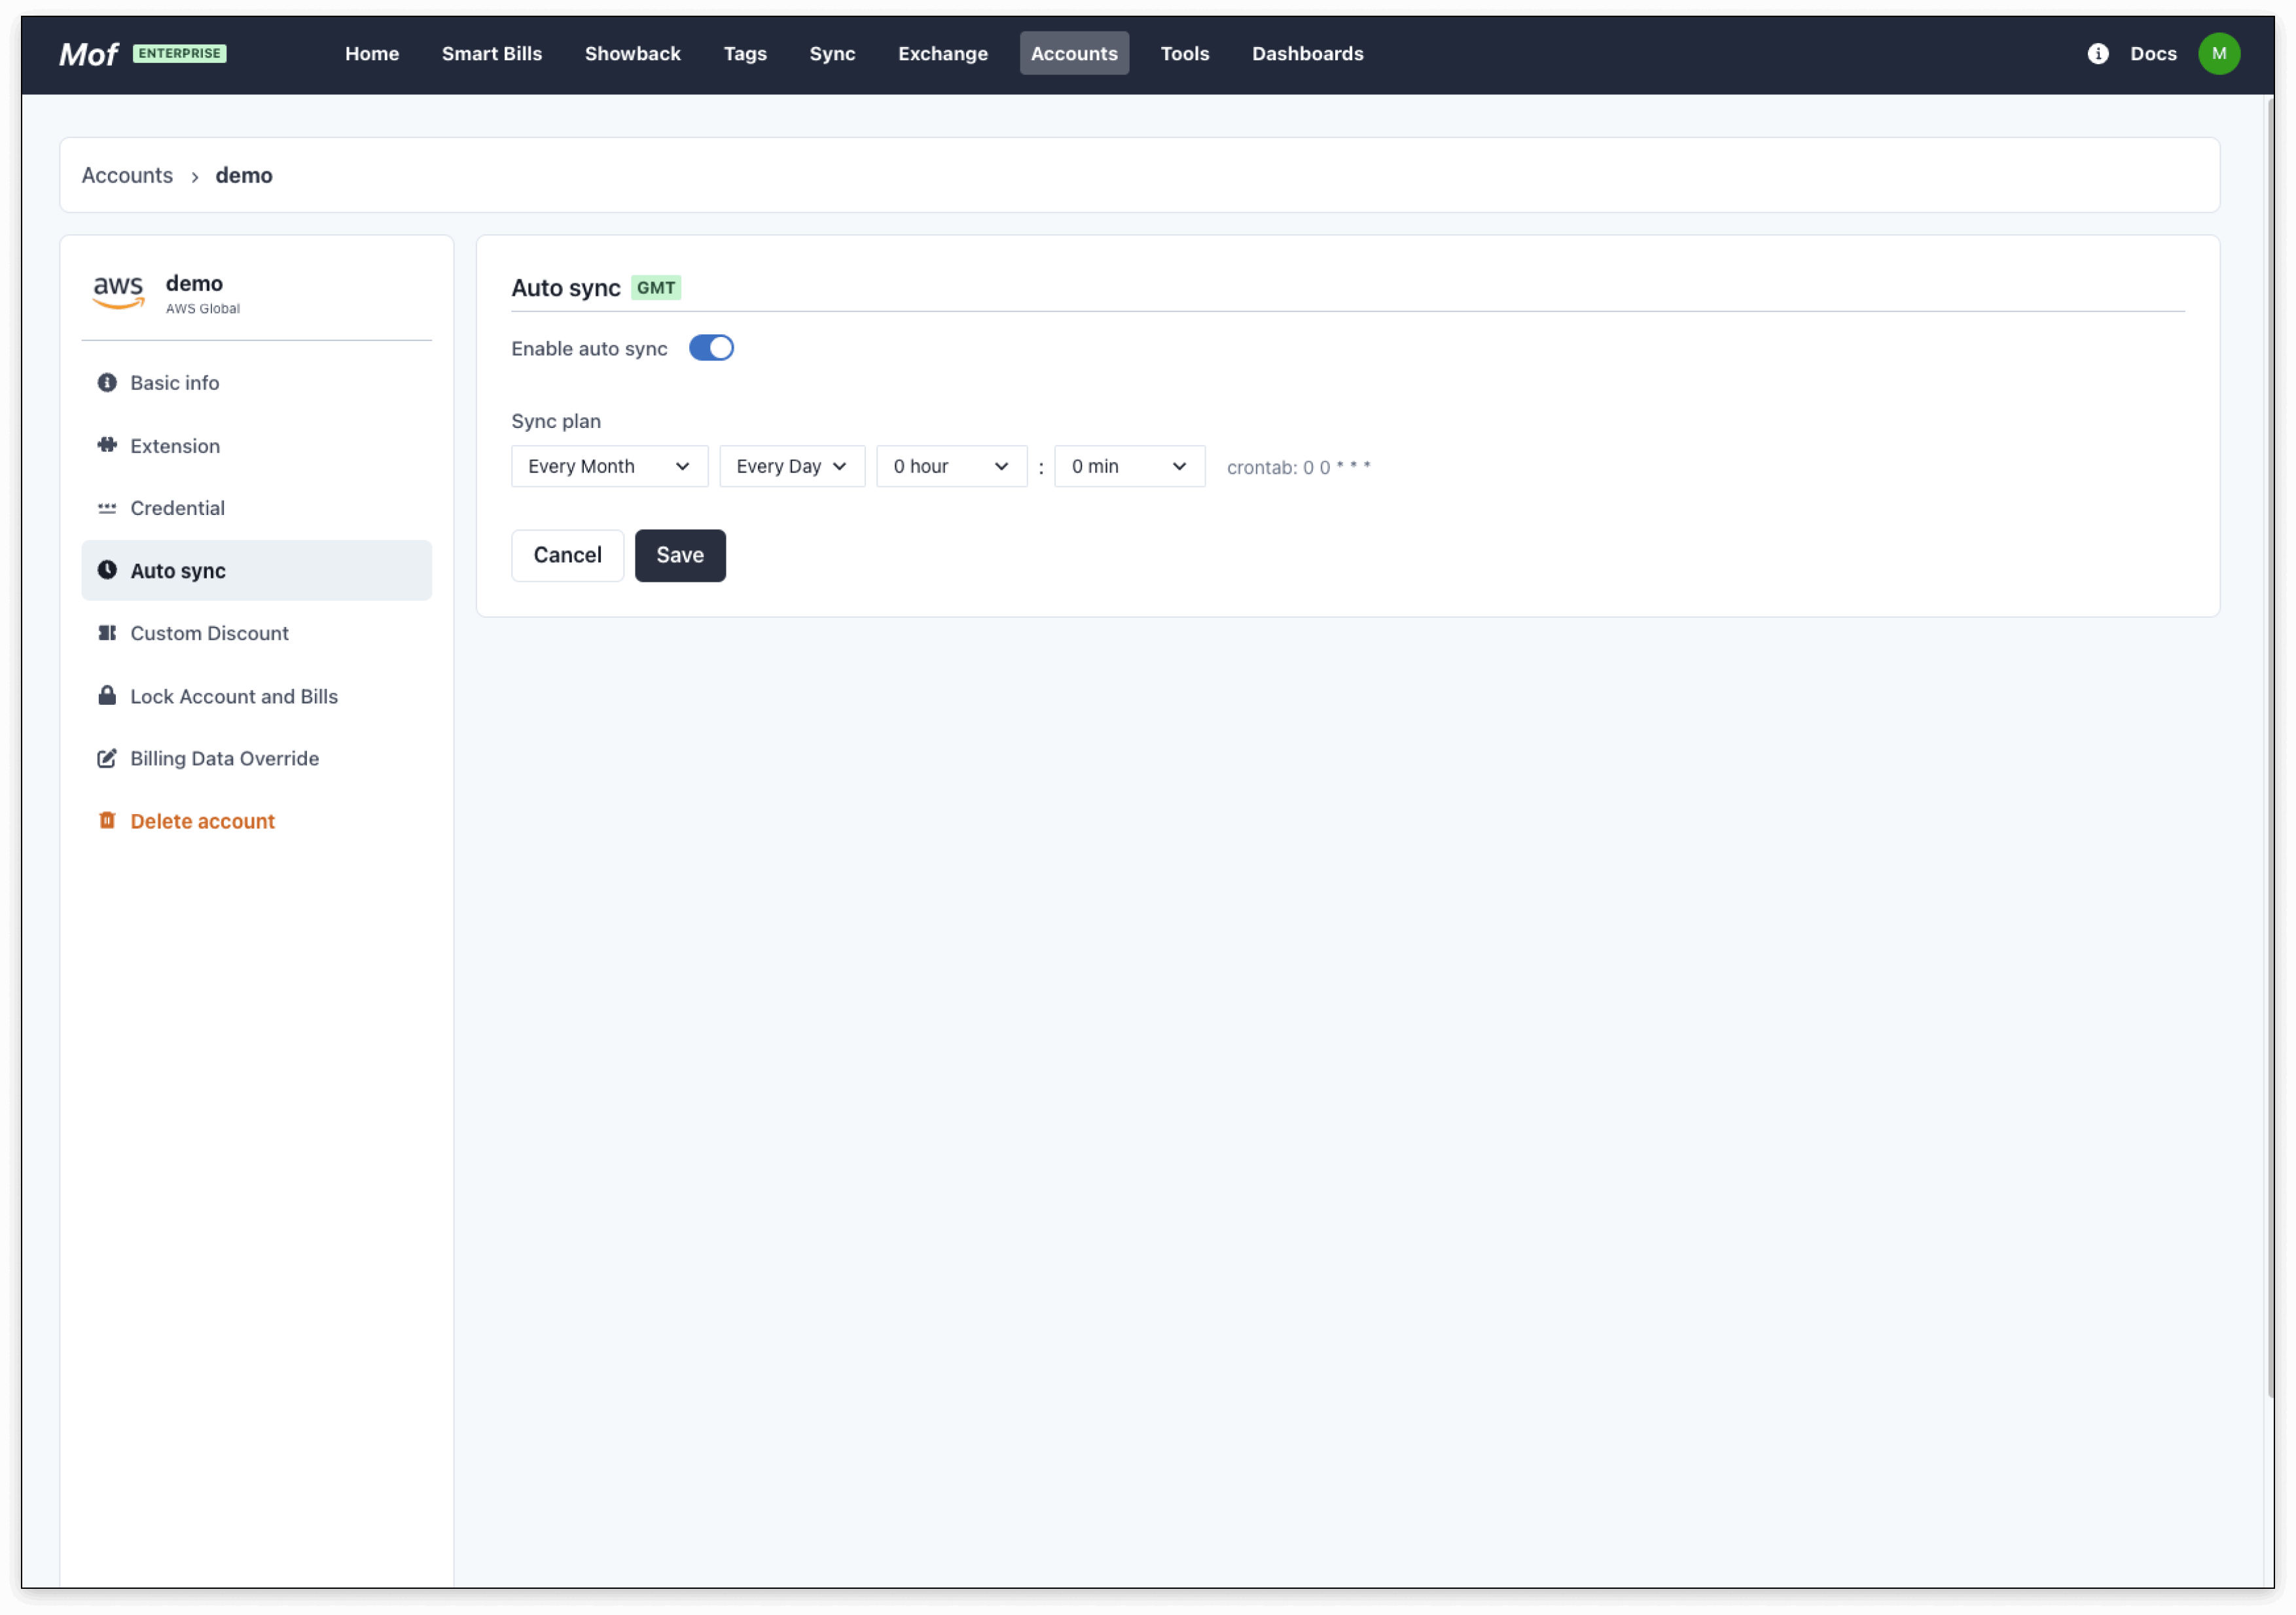 Mof ENTERPRISE Home Smart Bills Showback Tags Sync Exchange Accounts Tools Dashboards Docs M
Accounts › demo
aws demo
AWS Global
Basic info
Extension
Credential
Auto sync
Custom Discount
Lock Account and Bills
Billing Data Override
Delete account
Auto sync GMT
Enable auto sync
Sync plan
Every Month Every Day 0 hour : 0 min crontab: 0 0 * * *
Cancel Save